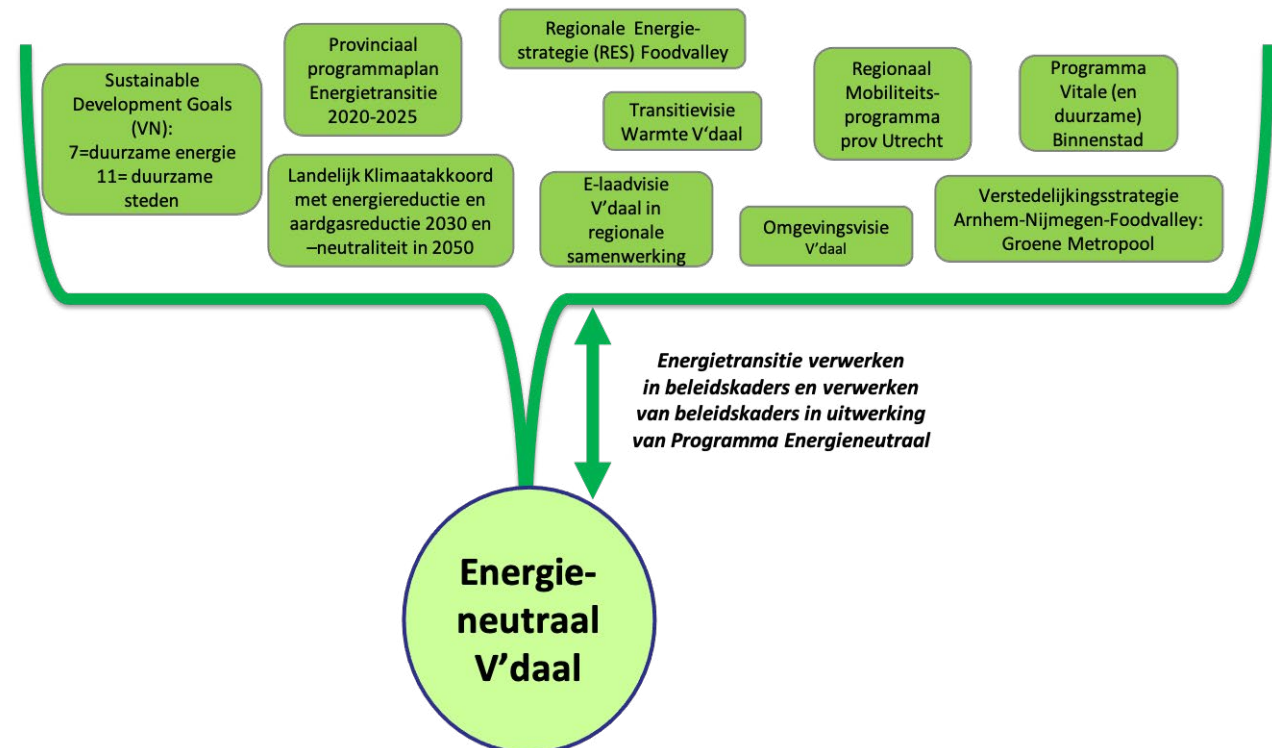 Sustainable
Development Goals
(VN):
7=duurzame energie
11= duurzame
steden
Provinciaal
programmaplan
Energietransitie
2020-2025
Regionale Energie-
strategie (RES) Foodvalley
Transitievisie
Warmte V‘daal
Regionaal
Mobiliteits-
programma
prov Utrecht
Programma
Vitale (en
duurzame)
Binnenstad
Landelijk Klimaatakkoord
met energiereductie en
aardgasreductie 2030 en
–neutraliteit in 2050
E-laadvisie
V’daal in
regionale
samenwerking
Omgevingsvisie
V’daal
Verstedelijkingsstrategie
Arnhem-Nijmegen-Foodvalley:
Groene Metropool
Energietransitie verwerken
in beleidskaders en verwerken
van beleidskaders in uitwerking
van Programma Energieneutraal
Energie-
neutraal
V’daal